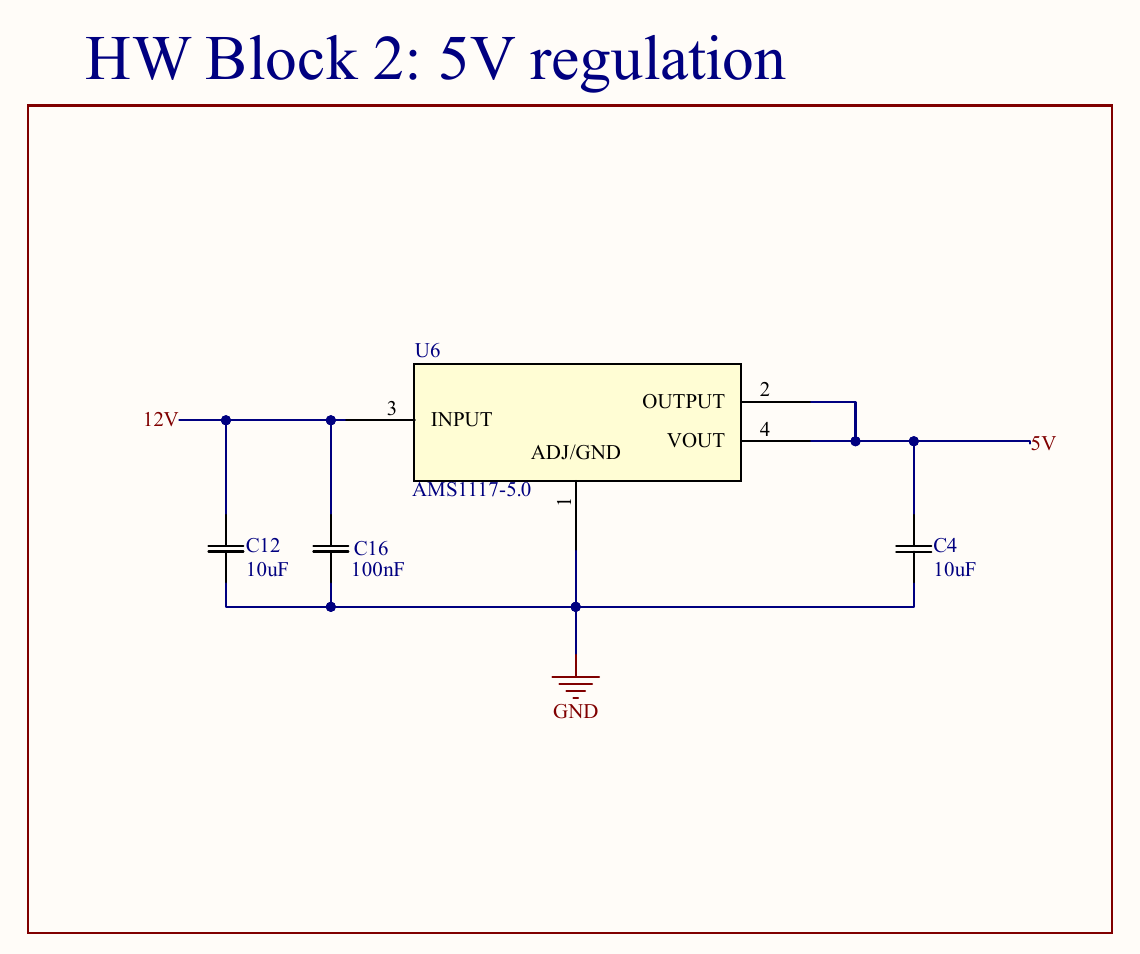 HW Block 2: 5V regulation
U6
12V
3
INPUT
OUTPUT
2
VOUT
4
5V
ADJ/GND
AMS1117-5.0
1
C12
10uF
C16
100nF
C4
10uF
GND